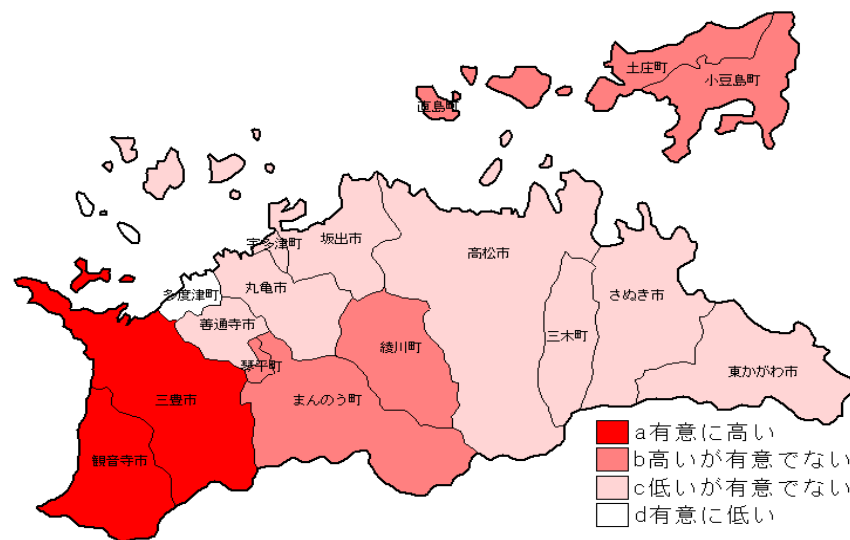 土庄町
小豆島町
直島町
宇多津町
坂出市
高松市
多度津町
丸亀市
さぬき市
善通寺市
綾川町
三木町
琴平町
東かがわ市
三豊市
まんのう町
観音寺市
a有意に高い
b高いが有意でない
c低いが有意でない
d有意に低い